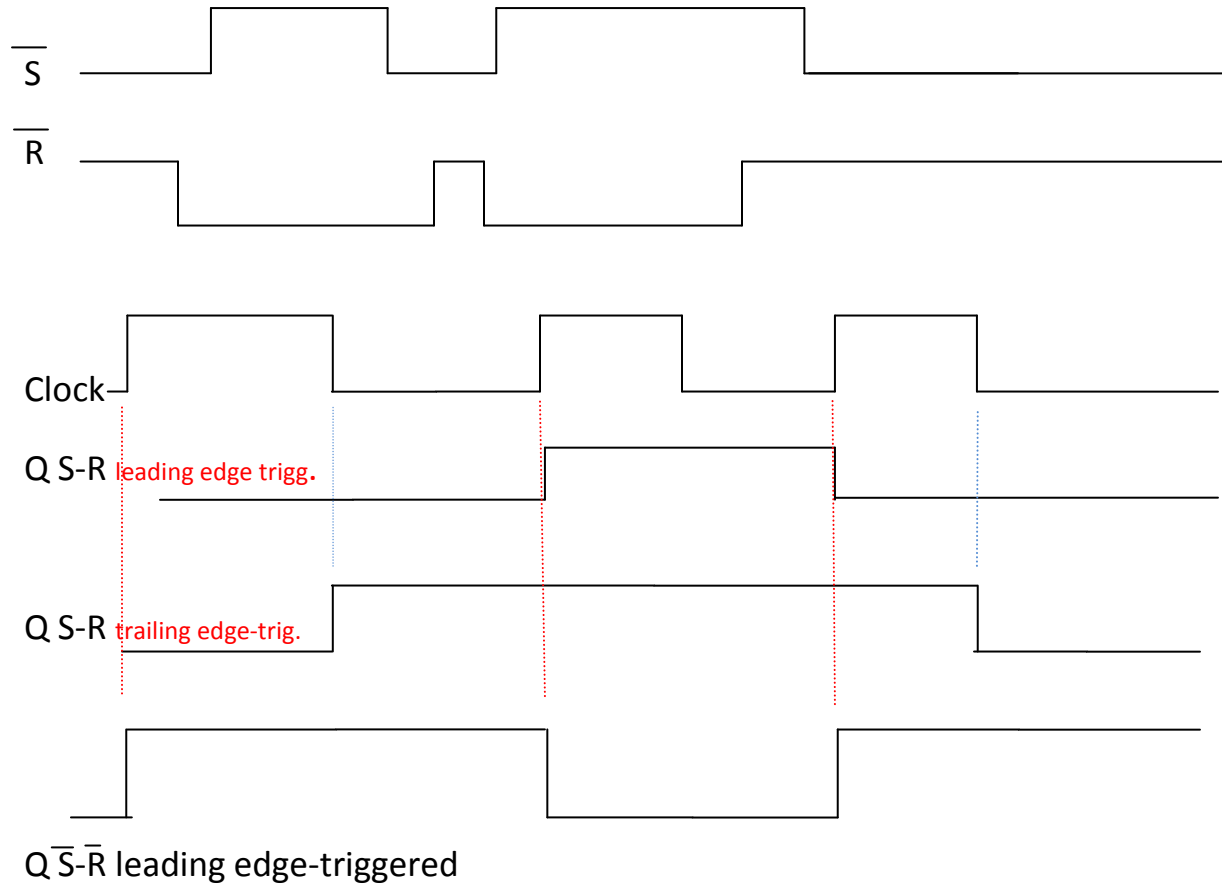 S̅
R̅
Clock
Q S-R leading edge trigg.
Q S-R trailing edge-trig.
Q S̅-R̅ leading edge-triggered